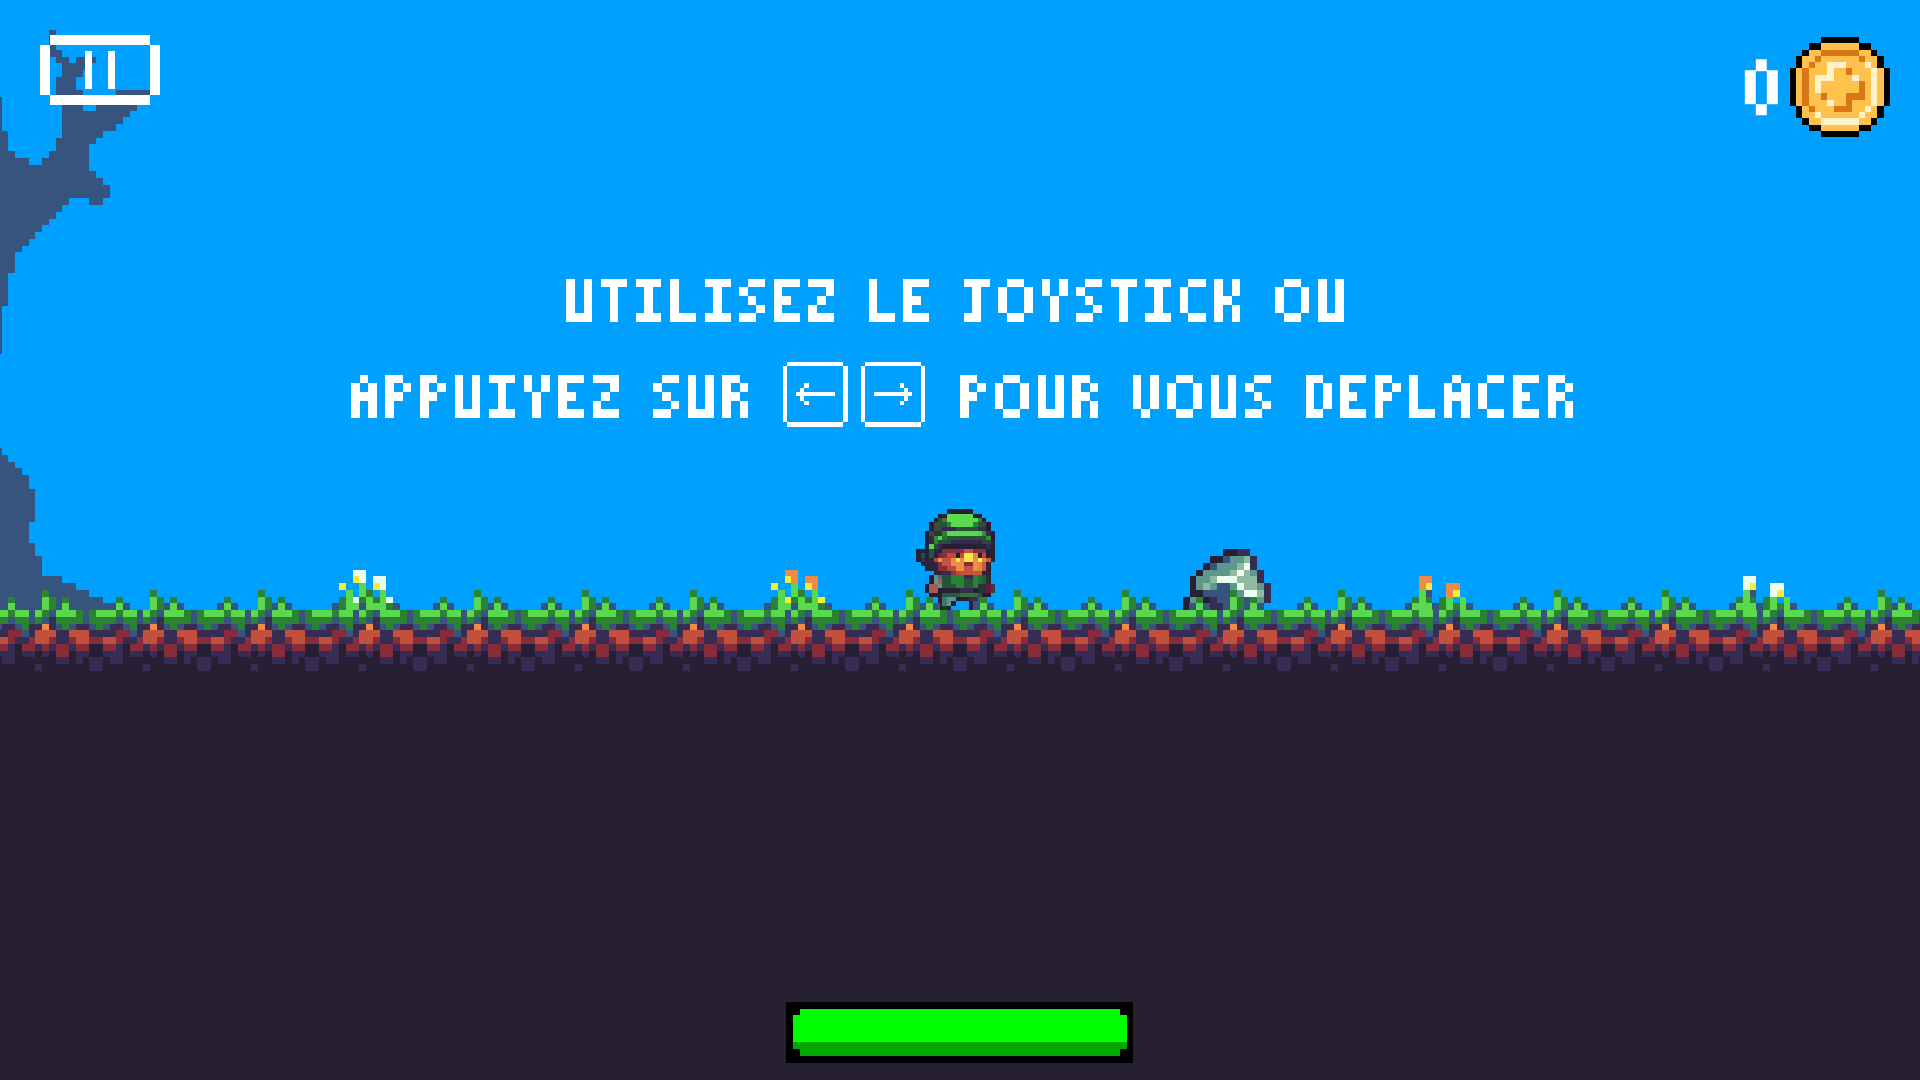 0
UTILISEZ LE JOYSTICK OU
APPUIYEZ SUR ← → POUR VOUS DEPLACER